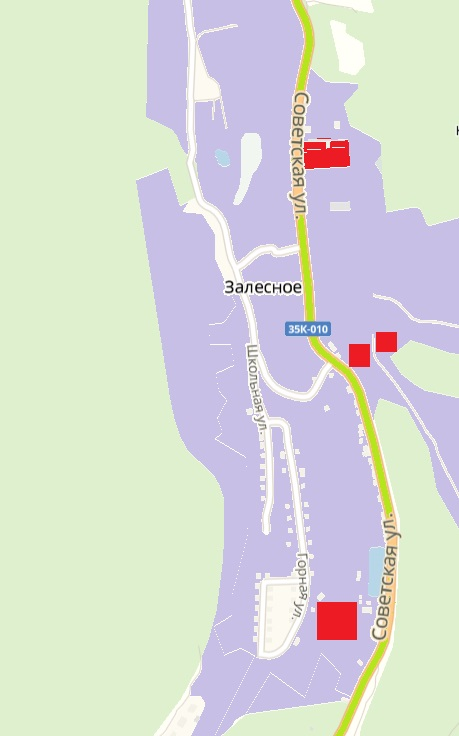 Советская ул.
Залесное
35К-010
Школьная ул.
Советская ул.
Горная ул.